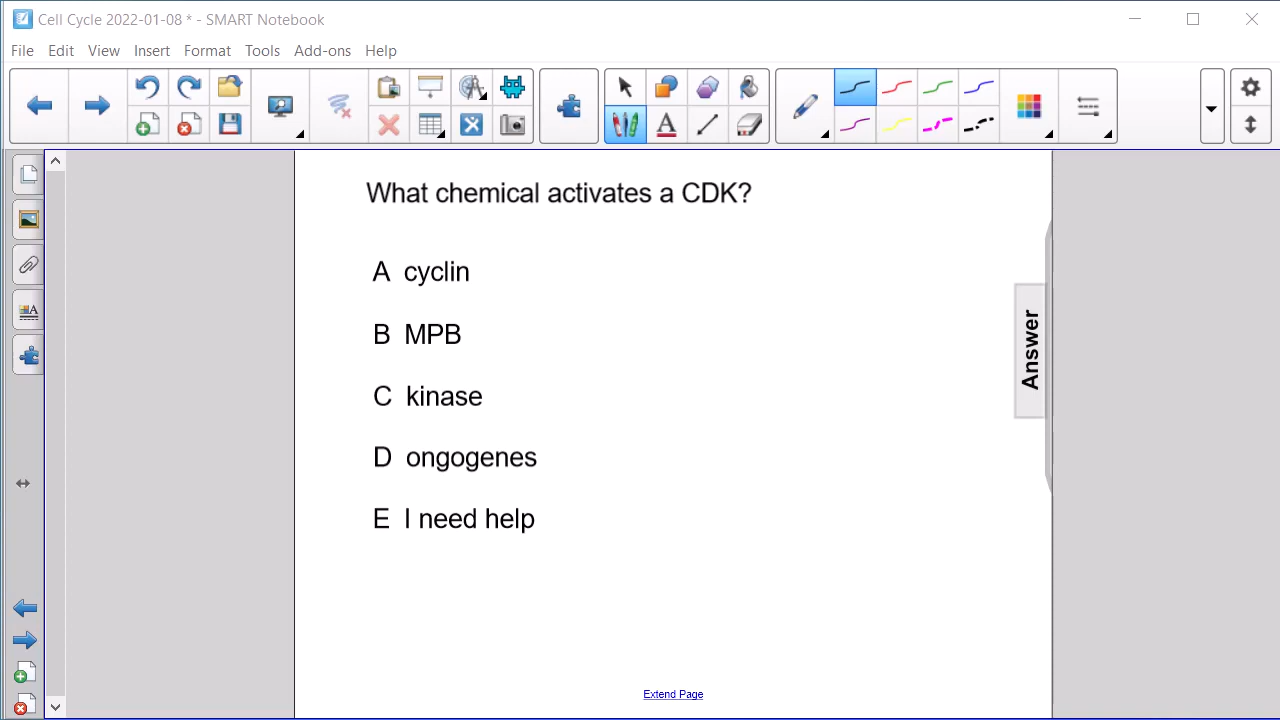 Cell Cycle 2022-01-08 * - SMART Notebook
File Edit View Insert Format Tools Add-ons Help
What chemical activates a CDK?
A cyclin
B MPB
C kinase
D ongogenes
E I need help
Answer
Extend Page